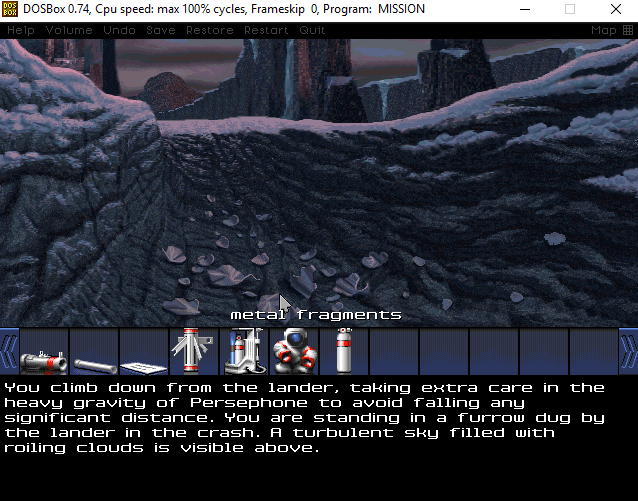 DOSBox 0.74, Cpu speed: max 100% cycles, Frameskip 0, Program: MISSION
Help Volume Undo Save Restore Restart Quit Map
metal fragments
You climb down from the lander, taking extra care in the
heavy gravity of Persephone to avoid falling any
significant distance. You are standing in a furrow dug by
the lander in the crash. A turbulent sky filled with
roiling clouds is visible above.